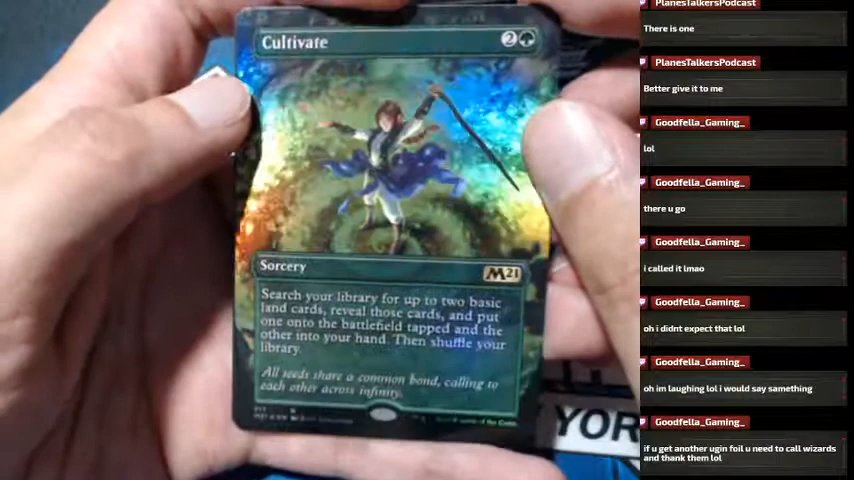 Cultivate
2
Sorcery
M21
Search your library for up to two basic
land cards, reveal those cards, and put
one onto the battlefield tapped and the
other into your hand. Then shuffle your
library.
All seeds share a common bond, calling to
each other across infinity.
YOR
PlanesTalkersPodcast
There is one
PlanesTalkersPodcast
Better give it to me
Goodfella_Gaming_
lol
Goodfella_Gaming_
there u go
Goodfella_Gaming_
i called it lmao
Goodfella_Gaming_
oh i didnt expect that lol
Goodfella_Gaming_
oh im laughing lol i would say something
Goodfella_Gaming_
if u get another ugin foil u need to call wizards
and thank them lol